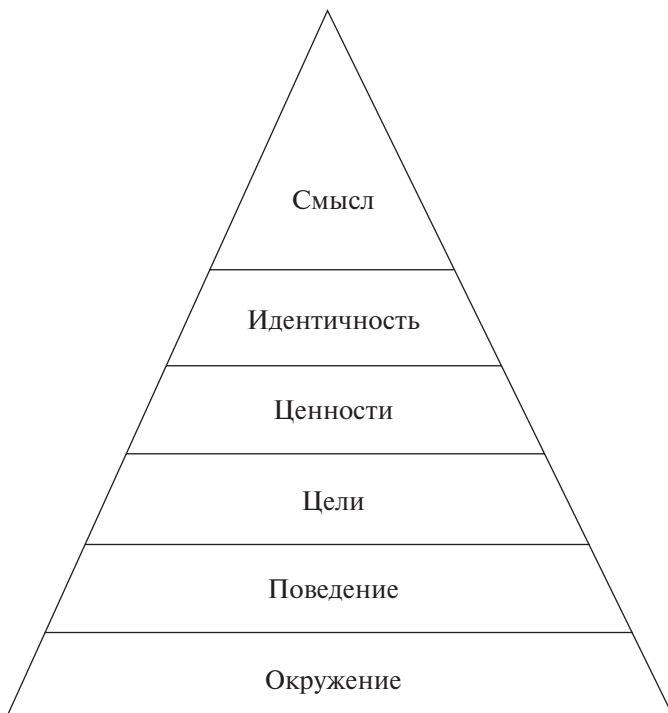 Смысл
Идентичность
Ценности
Цели
Поведение
Окружение